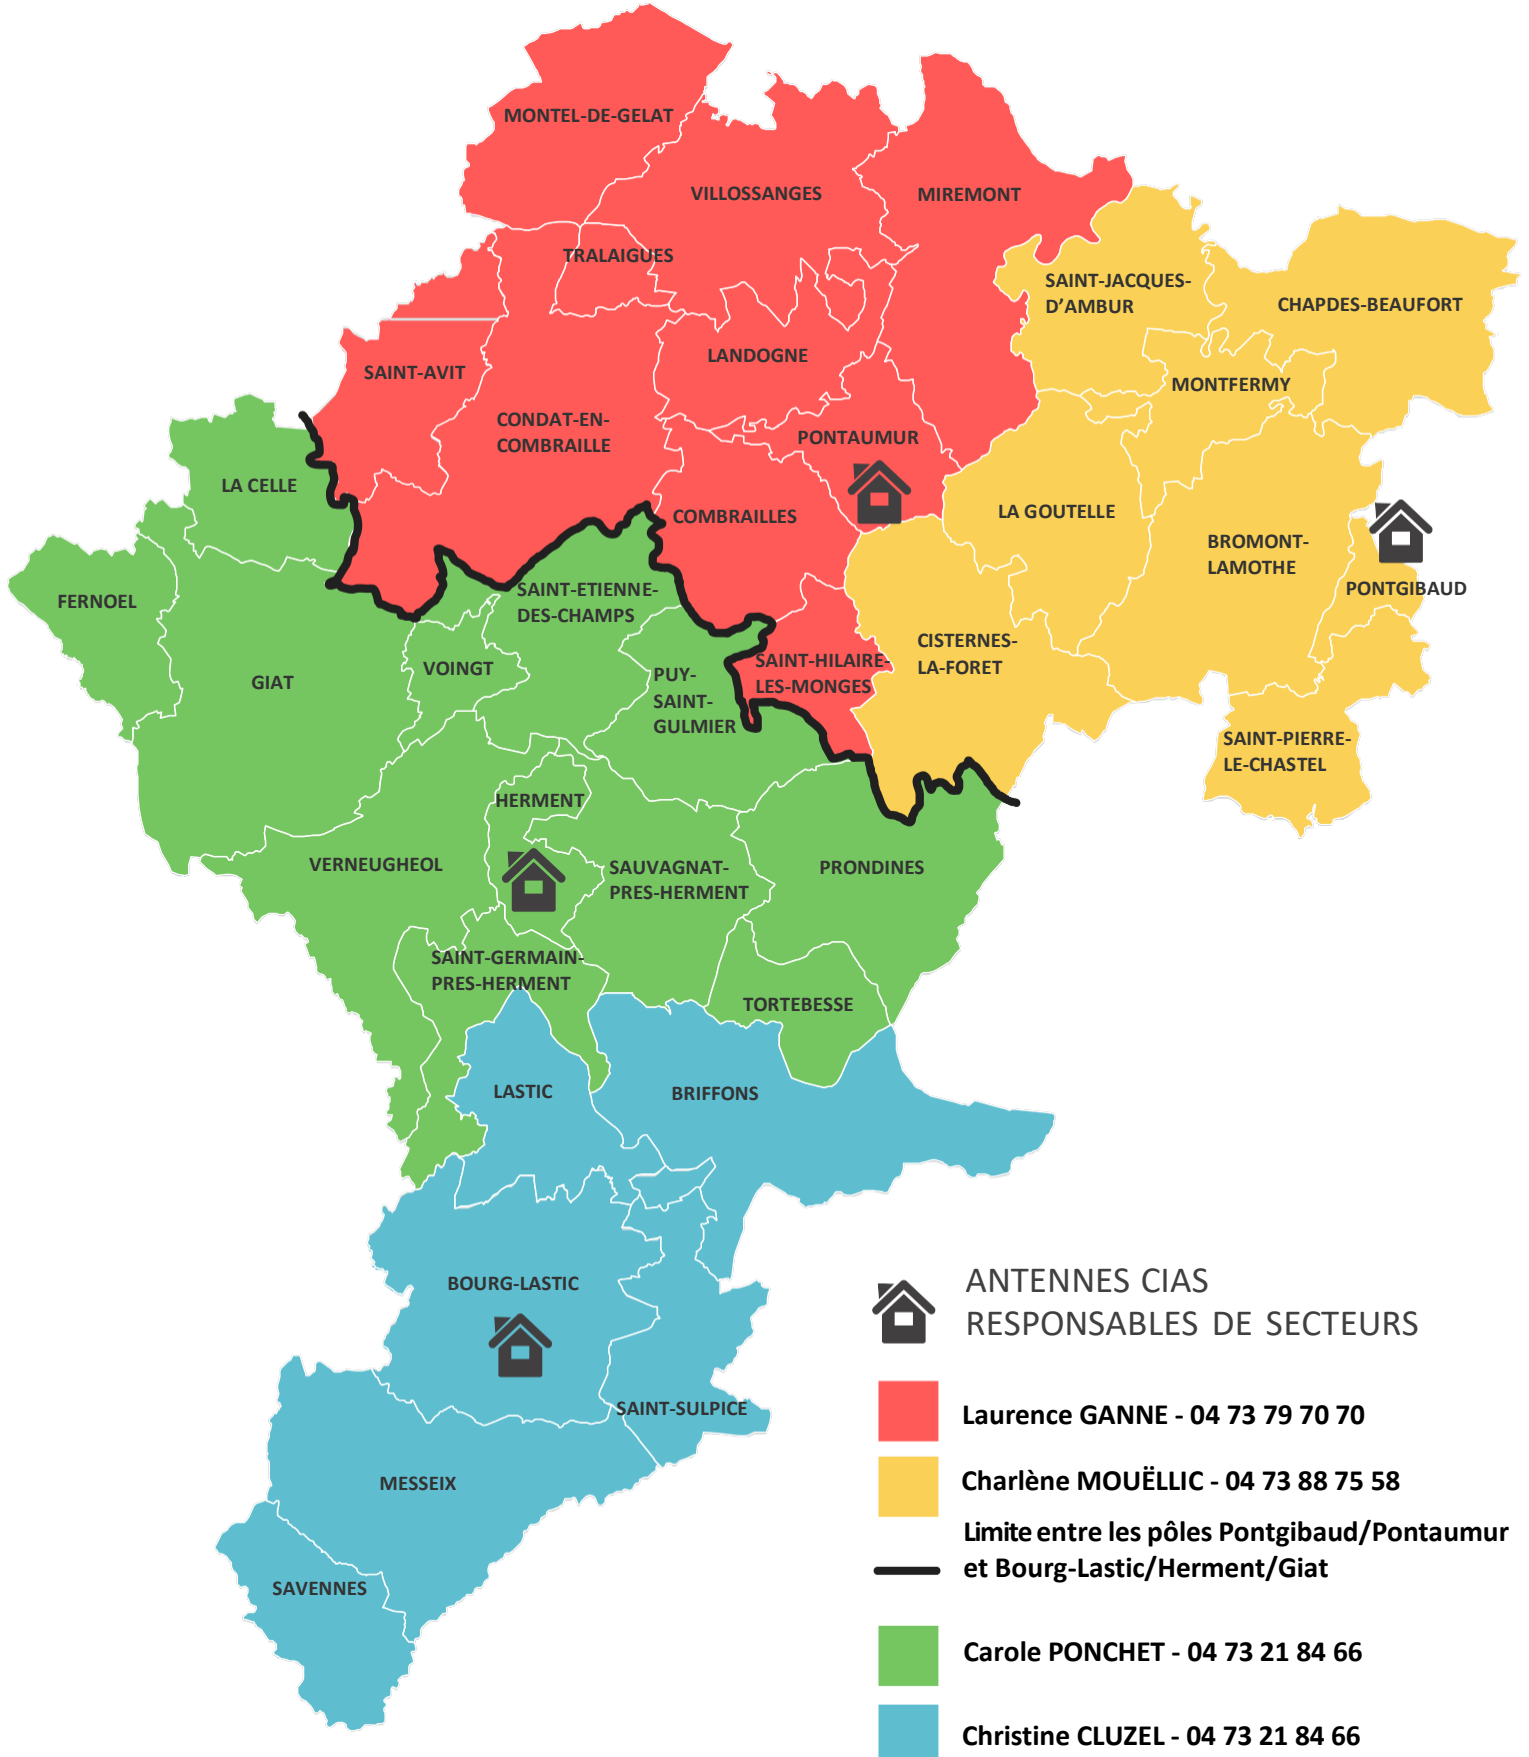 MONTEL-DE-GELAT
VILLOSSANGES
MIREMONT
TRALAIGUES
SAINT-JACQUES-
D'AMBUR
CHAPDES-BEAUFORT
LANDOGNE
SAINT-AVIT
MONTFERMY
CONDAT-EN-
COMBRAILLE
PONTAUMUR
LA CELLE
COMBRAILLES
LA GOUTELLE
BROMONT-
LAMOTHE
PONTGIBAUD
FERNOEL
SAINT-ETIENNE-
DES-CHAMPS
CISTERNES-
LA-FORET
VOINGT
GIAT
PUY-
SAINT-
GULMIER
SAINT-HILAIRE-
LES-MONGES
SAINT-PIERRE-
LE-CHASTEL
HERMENT
VERNEUGHEOL
SAUVAGNAT-
PRES-HERMENT
PRONDINES
SAINT-GERMAIN-
PRES-HERMENT
TORTEBESSE
LASTIC
BRIFFONS
BOURG-LASTIC
SAINT-SULPICE
MESSEIX
SAVENNES
ANTENNES CIAS
RESPONSABLES DE SECTEURS
Laurence GANNE - 04 73 79 70 70
Charlène MOUËLLIC - 04 73 88 75 58
Limite entre les pôles Pontgibaud/Pontaumur
et Bourg-Lastic/Herment/Giat
Carole PONCHET - 04 73 21 84 66
Christine CLUZEL - 04 73 21 84 66